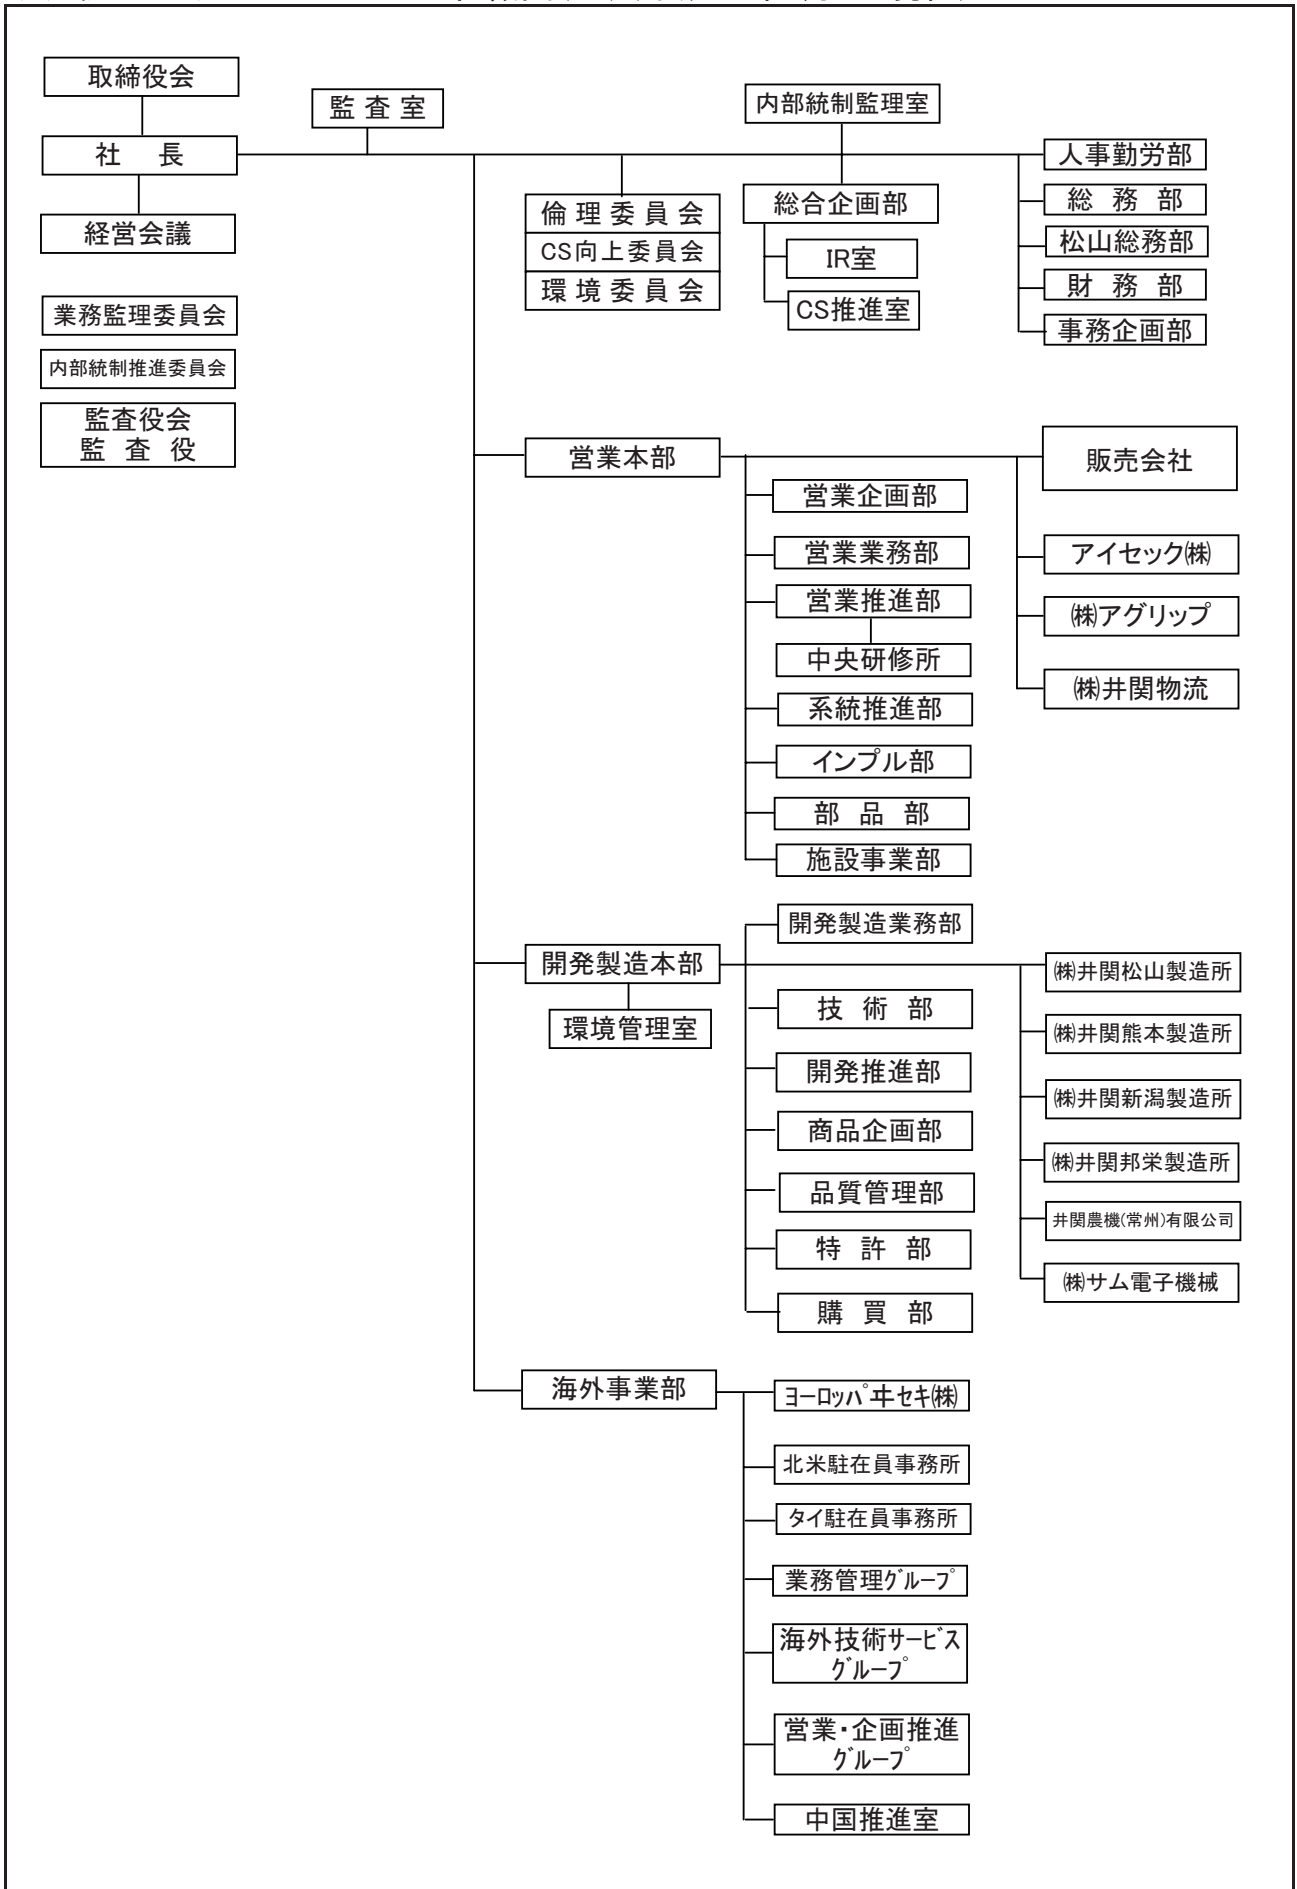 取締役会
社 長
経営会議
業務監理委員会
内部統制推進委員会
監査役会
監 査 役
監 査 室
内部統制監理室
倫 理 委 員 会
CS向上委員会
環 境 委 員 会
総合企画部
IR室
CS推進室
人事勤労部
総 務 部
松山総務部
財 務 部
事務企画部
営業本部
営業企画部
営業業務部
営業推進部
中央研修所
系統推進部
インプル部
部 品 部
施設事業部
販売会社
アイセック㈱
㈱アグリップ
㈱井関物流
開発製造本部
環境管理室
開発製造業務部
技 術 部
開発推進部
商品企画部
品質管理部
特 許 部
購 買 部
㈱井関松山製造所
㈱井関熊本製造所
㈱井関新潟製造所
㈱井関邦栄製造所
井関農機(常州)有限公司
㈱サム電子機械
海外事業部
ﾖｰﾛｯﾊﾟヰセキ㈱
北米駐在員事務所
タイ駐在員事務所
業務管理ｸﾞﾙｰﾌﾟ
海外技術ｻｰﾋﾞｽ
ｸﾞﾙｰﾌﾟ
営業・企画推進
ｸﾞﾙｰﾌﾟ
中国推進室